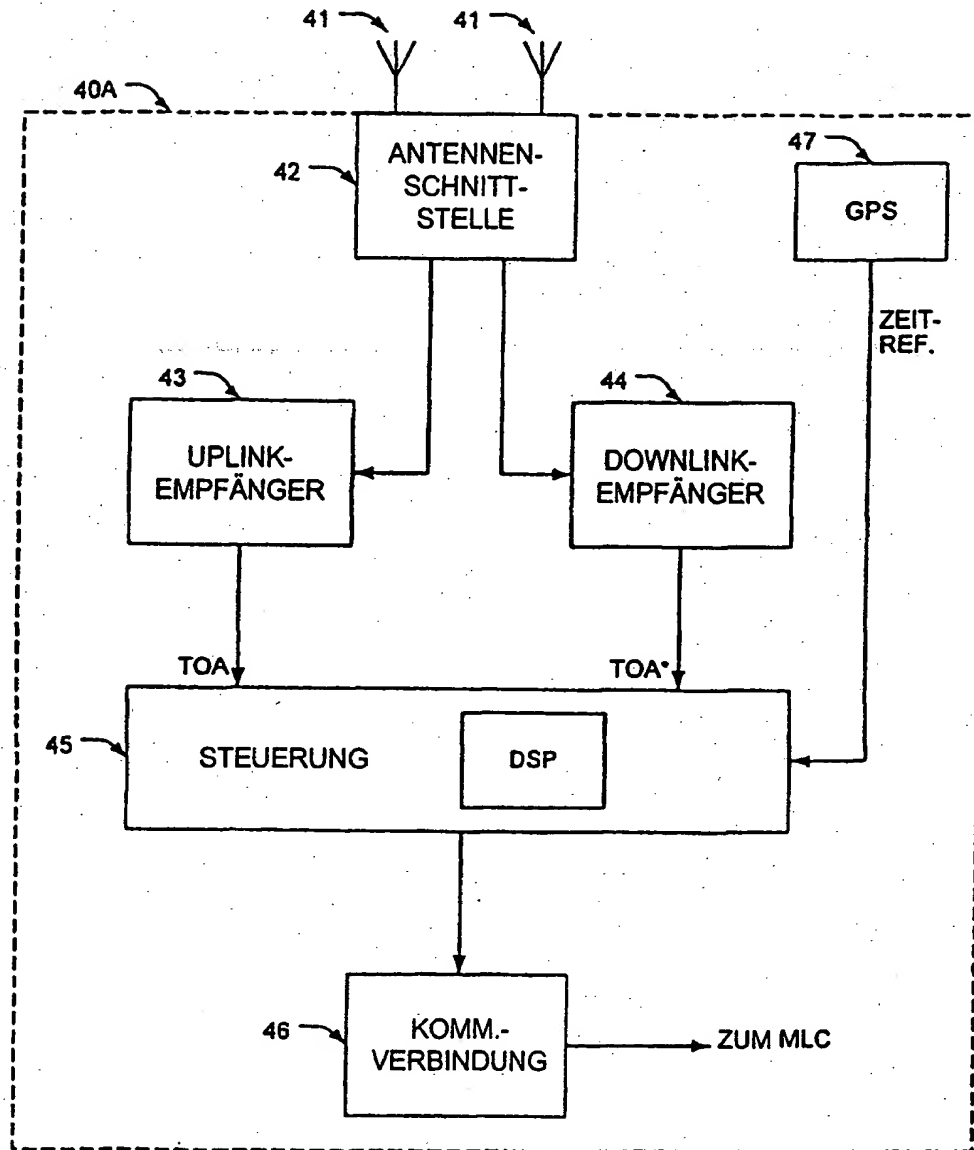 41
41
40A
42
ANTENNEN-
SCHNITT-
STELLE
47
GPS
ZEIT-
REF.
43
UPLINK-
EMPFÄNGER
44
DOWNLINK-
EMPFÄNGER
TOA
TOA*
45
STEUERUNG
DSP
46
KOMM.-
VERBINDUNG
ZUM MLC